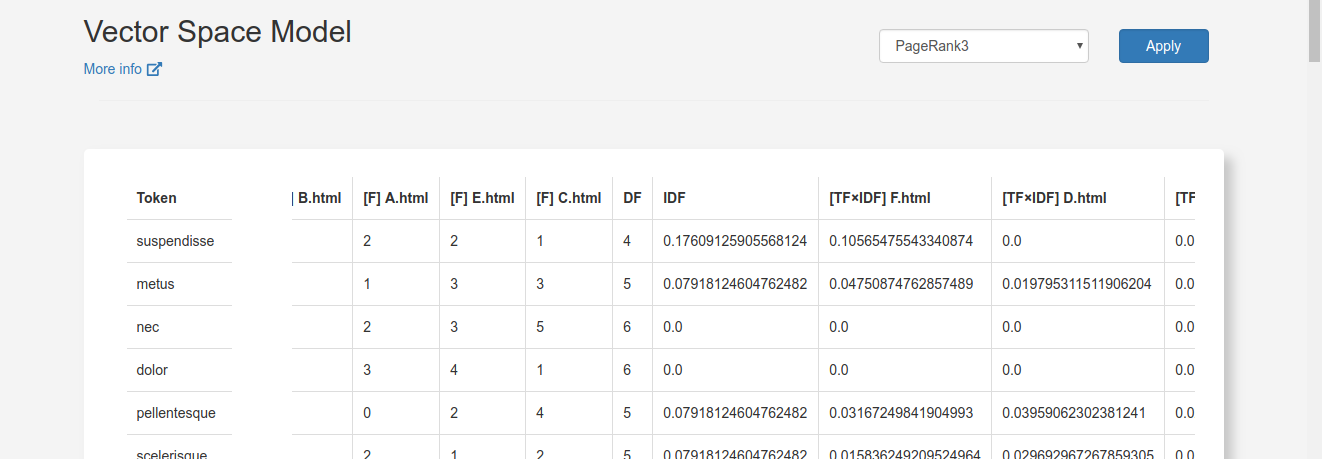 Vector Space Model
PageRank3
Apply
More info
Token B.html [F] A.html [F] E.html [F] C.html DF IDF [TF×IDF] F.html [TF×IDF] D.html [TF
suspendisse 2 2 1 4 0.17609125905568124 0.10565475543340874 0.0 0.0
metus 1 3 3 5 0.07918124604762482 0.04750874762857489 0.019795311511906204 0.0
nec 2 3 5 6 0.0 0.0 0.0 0.0
dolor 3 4 1 6 0.0 0.0 0.0 0.0
pellentesque 0 2 4 5 0.07918124604762482 0.03167249841904993 0.03959062302381241 0.0
scelerisque 2 1 2 5 0.07918124604762482 0.015836249209524964 0.029692967267859305 0.0